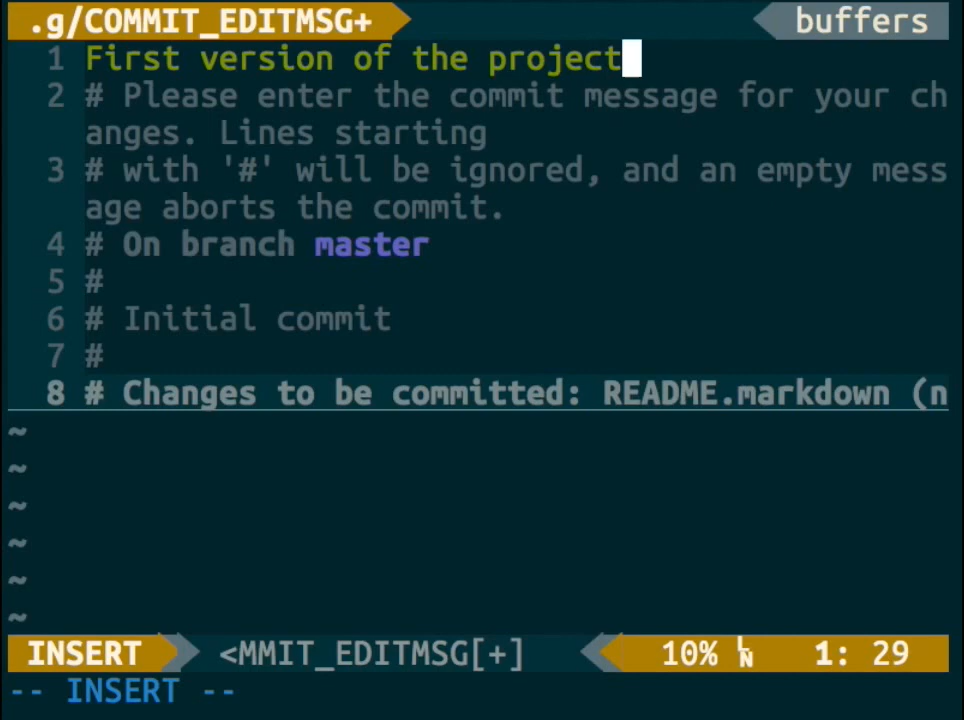 .g/COMMIT_EDITMSG+ buffers
1 First version of the project
2 # Please enter the commit message for your ch
anges. Lines starting
3 # with '#' will be ignored, and an empty mess
age aborts the commit.
4 # On branch master
5 #
6 # Initial commit
7 #
8 # Changes to be committed: README.markdown (n
~
~
~
~
~
~
INSERT <MMIT_EDITMSG[+] 10% ␤ 1: 29
-- INSERT --